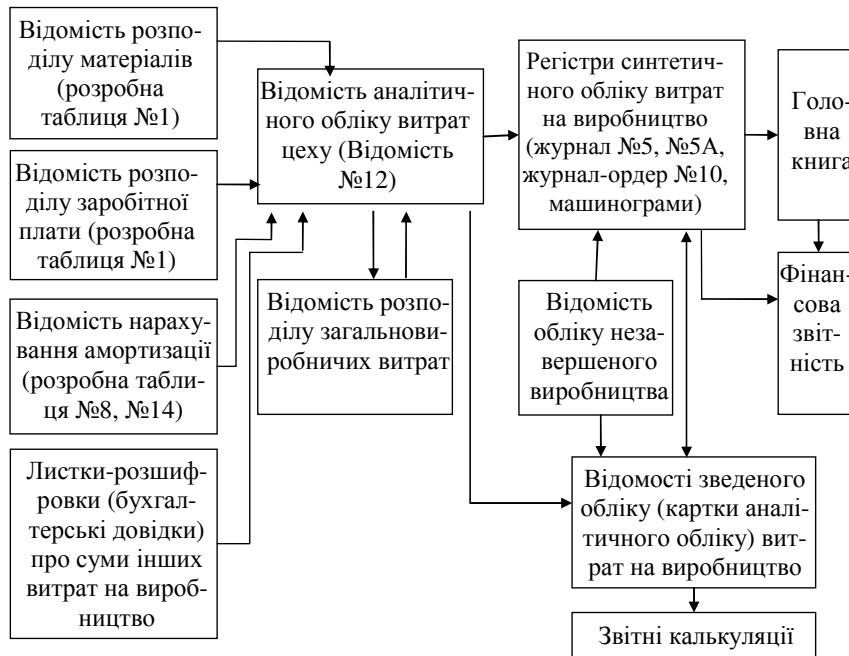 Відомість розпо-
ділу матеріалів
(розробна
таблиця №1)
Відомість розпо-
ділу заробітної
плати (розробна
таблиця №1)
Відомість нараху-
вання амортизації
(розробна табли-
ця №8, №14)
Листки-розшиф-
ровки (бухгал-
терські довідки)
про суми інших
витрат на вироб-
ництво
Відомість аналітич-
ного обліку витрат
цеху (Відомість
№12)
Відомість розпо-
ділу загальнови-
робничих витрат
Регістри синтетич-
ного обліку витрат
на виробництво
(журнал №5, №5А,
журнал-ордер №10,
машинограми)
Відомість
обліку неза-
вершеного
виробництва
Відомості зведеного
обліку (картки аналі-
тичного обліку) вит-
рат на виробництво
Звітні калькуляції
Голо-
вна
книга
Фінан-
сова
звіт-
ність